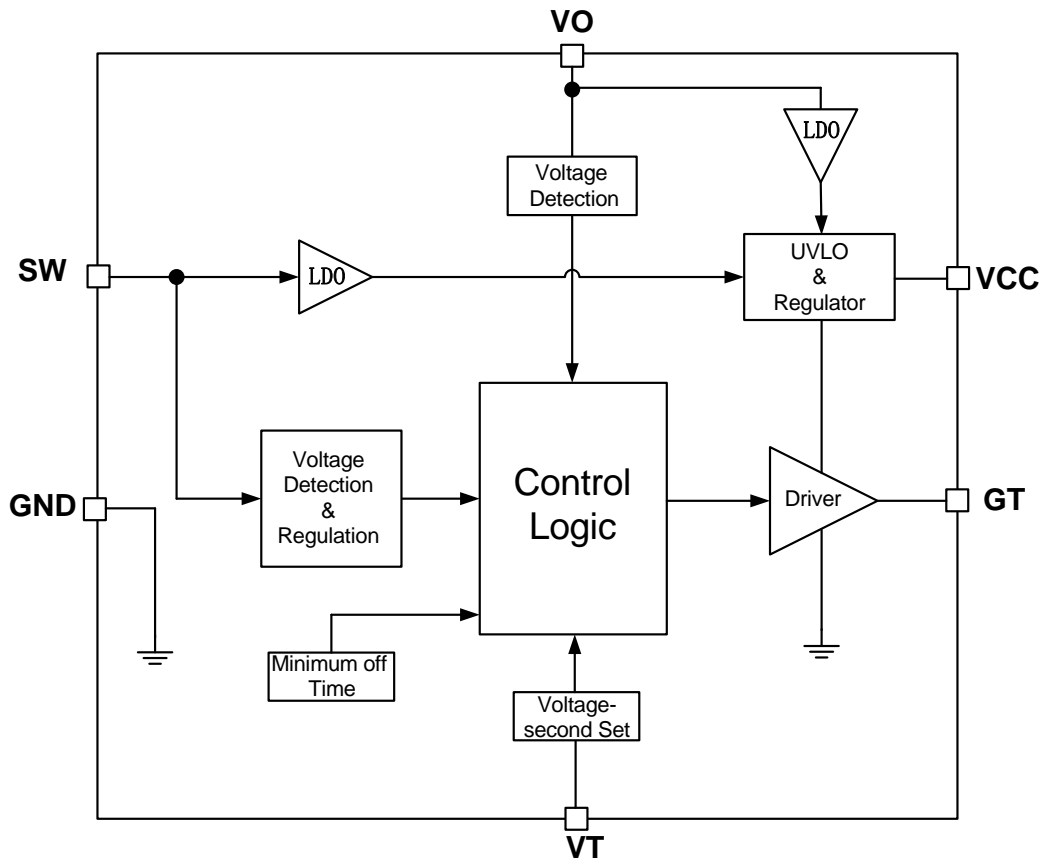 VO
LDO
Voltage
Detection
SW
LDO
UVLO
&
Regulator
VCC
Voltage
Detection
&
Regulation
Control
Logic
Driver
GND
GT
Minimum off
Time
Voltage-
second Set
VT